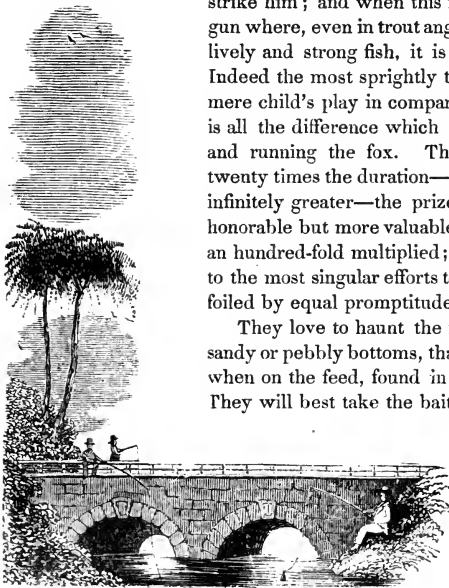 strike him; and when this
gun where, even in trout ang
lively and strong fish, it is
Indeed the most sprightly t
mere child's play in compar
is all the difference which
and running the fox. Th
twenty times the duration—
infinitely greater—the prize
honorable but more valuable
an hundred-fold multiplied;
to the most singular efforts t
foiled by equal promptitude
They love to haunt the
sandy or pebbly bottoms, tha
when on the feed, found in
They will best take the bait